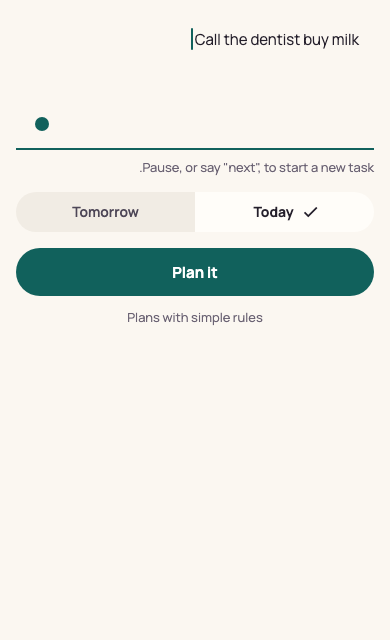 Call the dentist buy milk
.Pause, or say "next", to start a new task
Today
Tomorrow
Plan it
Plans with simple rules